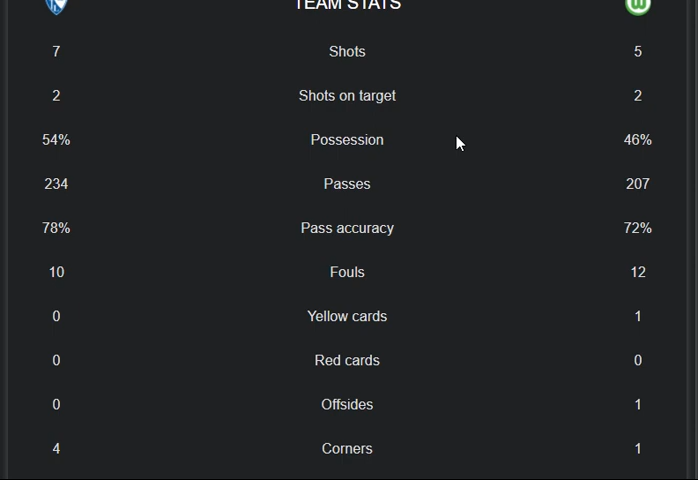 TEAM STATS
7 Shots 5
2 Shots on target 2
54% Possession 46%
234 Passes 207
78% Pass accuracy 72%
10 Fouls 12
0 Yellow cards 1
0 Red cards 0
0 Offsides 1
4 Corners 1